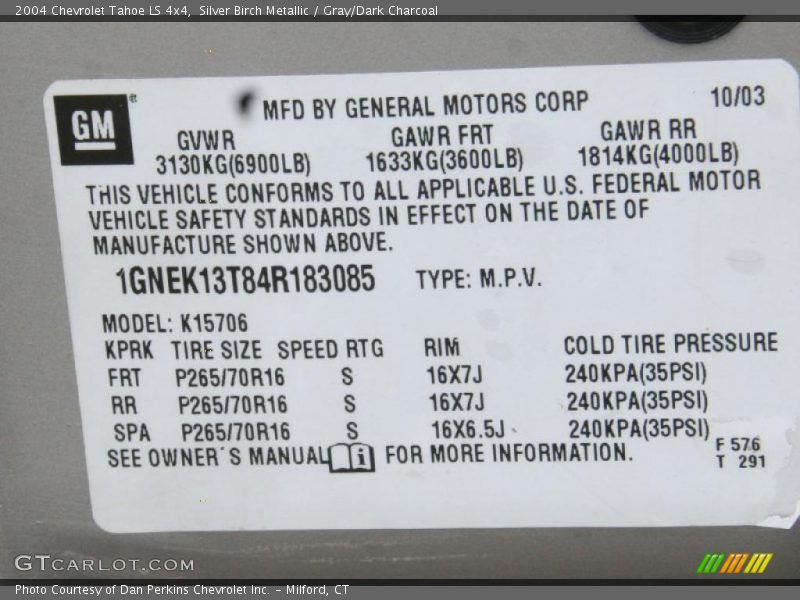 2004 Chevrolet Tahoe LS 4x4, Silver Birch Metallic / Gray/Dark Charcoal
GM® MFD BY GENERAL MOTORS CORP 10/03
GVWR GAWR FRT GAWR RR
3130KG(6900LB) 1633KG(3600LB) 1814KG(4000LB)
THIS VEHICLE CONFORMS TO ALL APPLICABLE U.S. FEDERAL MOTOR
VEHICLE SAFETY STANDARDS IN EFFECT ON THE DATE OF
MANUFACTURE SHOWN ABOVE.
1GNEK13T84R183085 TYPE: M.P.V.
MODEL: K15706
KPRK TIRE SIZE SPEED RTG RIM COLD TIRE PRESSURE
FRT P265/70R16 S 16X7J 240KPA(35PSI)
RR P265/70R16 S 16X7J 240KPA(35PSI)
SPA P265/70R16 S 16X6.5J 240KPA(35PSI)
SEE OWNER'S MANUAL i FOR MORE INFORMATION.
F 576
T 291
GTCARLOT.COM
Photo Courtesy of Dan Perkins Chevrolet Inc. – Milford, CT